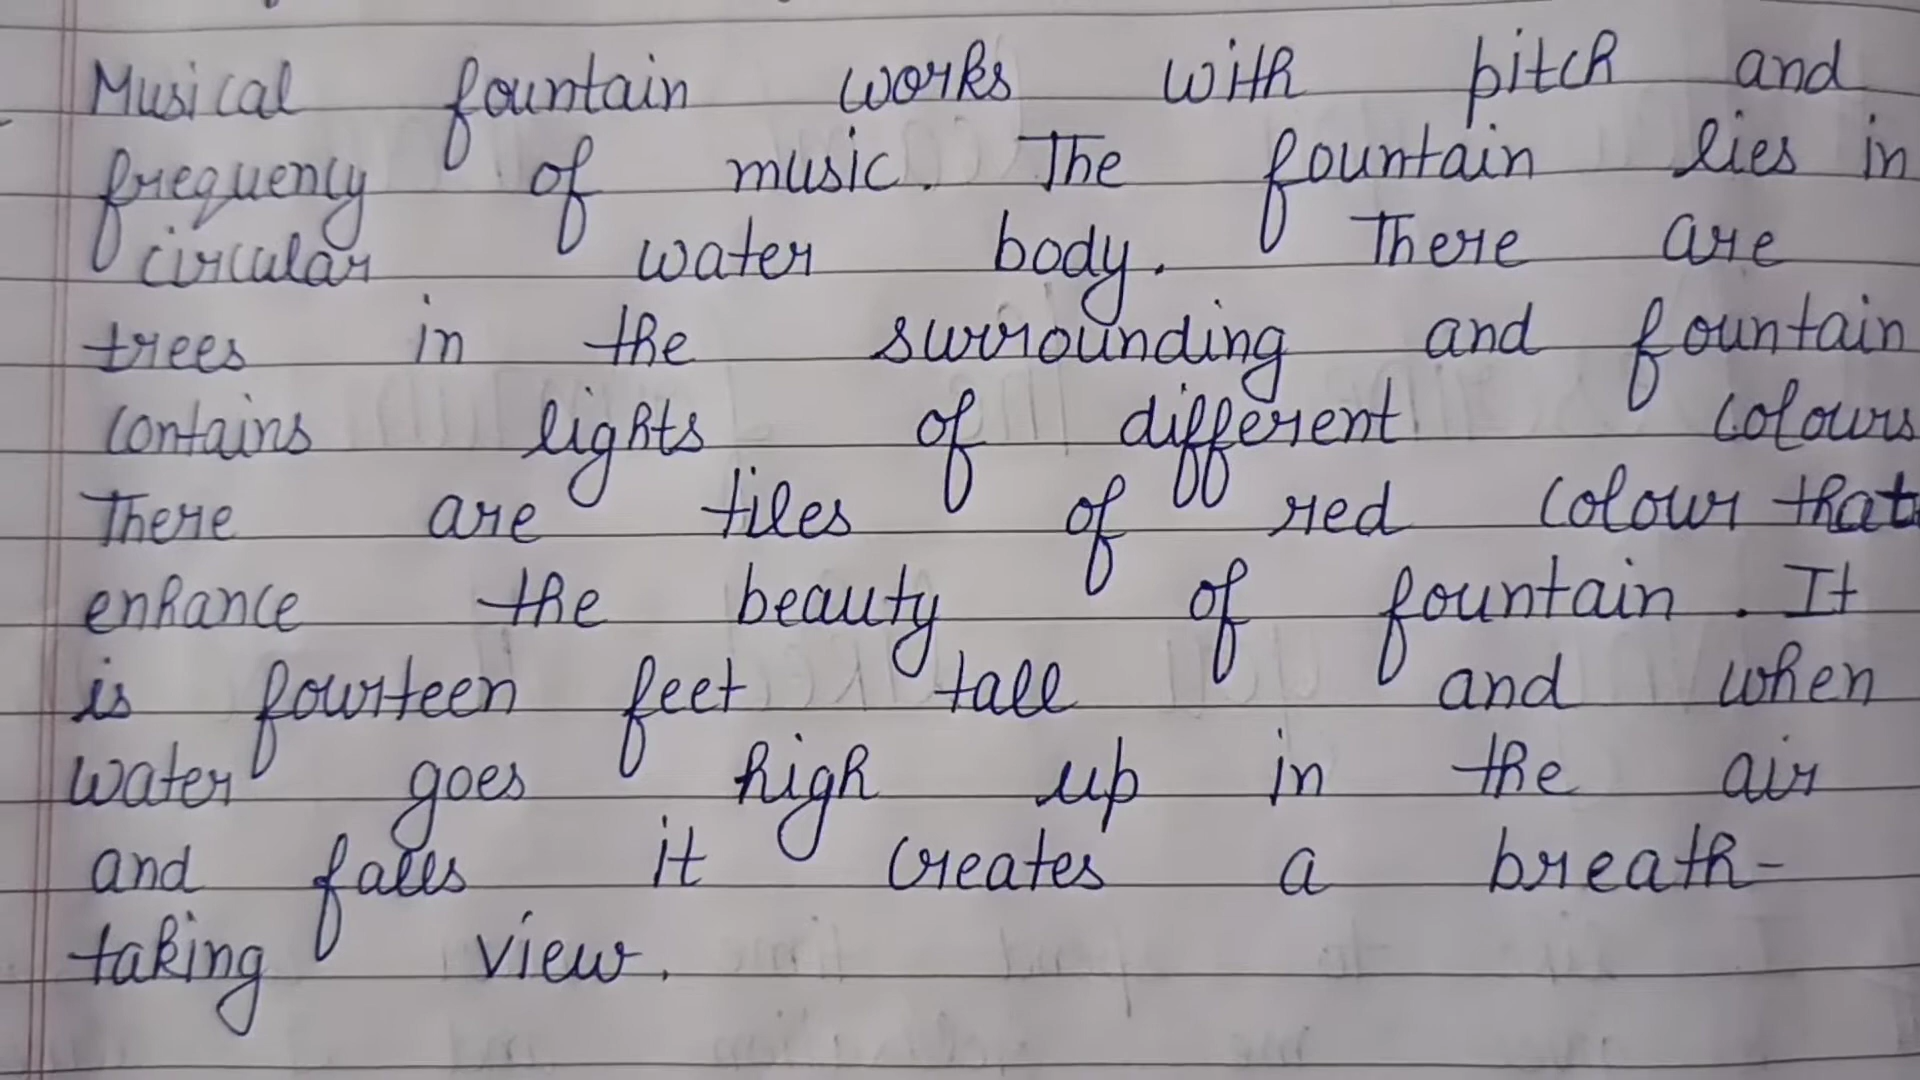 Musical fountain works with pitch and
frequency of music. The fountain lies in
circular water body. There are
trees in the surrounding and fountain
contains lights of different colours
There are tiles of red colour that
enhance the beauty of fountain. It
is fourteen feet tall and when
water goes high up in the air
and falls it creates a breath-
taking view.